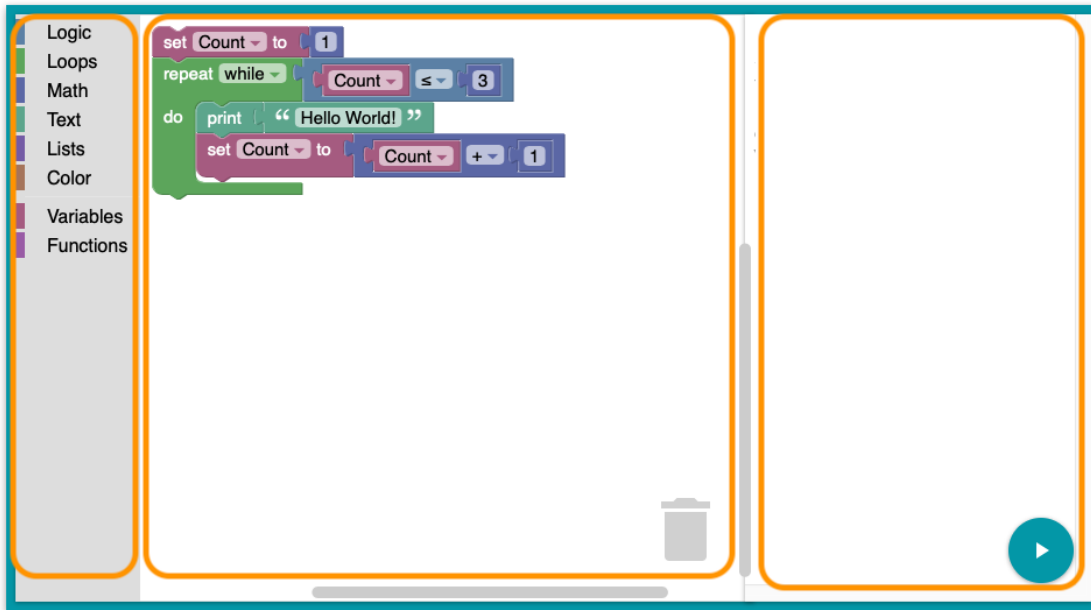 Logic
Loops
Math
Text
Lists
Color
Variables
Functions
set Count to 1
repeat while Count ≤ 3
do print “ Hello World! ”
set Count to Count + 1